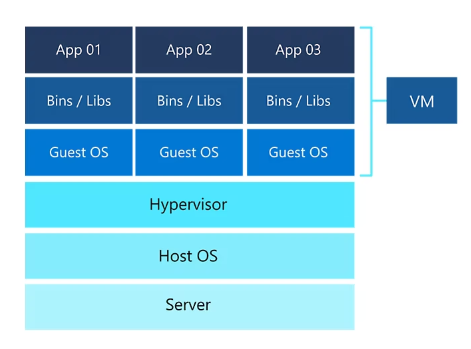 App 01 App 02 App 03
Bins / Libs Bins / Libs Bins / Libs VM
Guest OS Guest OS Guest OS
Hypervisor
Host OS
Server